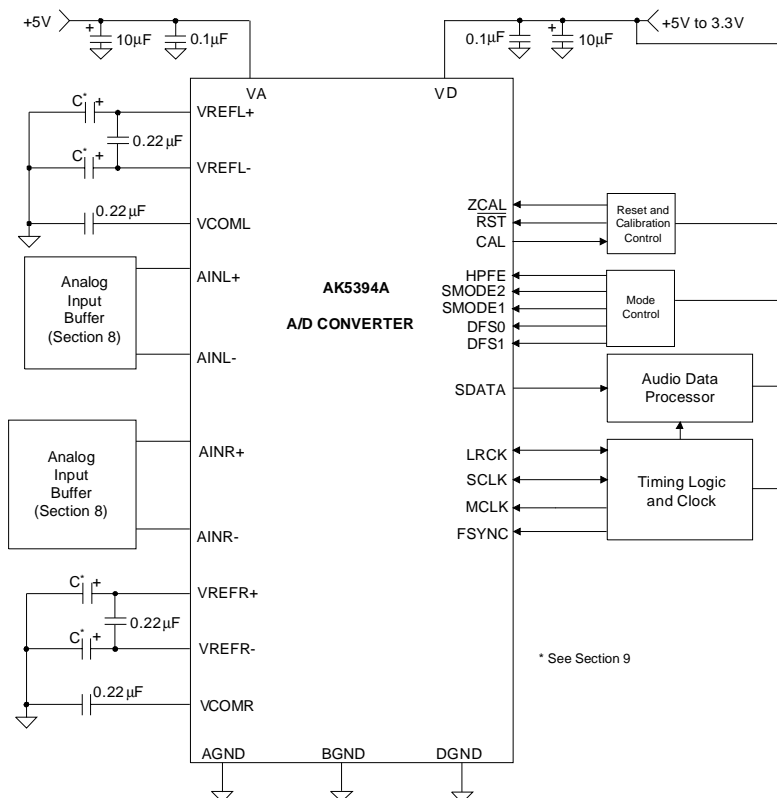 +5V
+
10µF
0.1µF
0.1µF
+
10µF
+5V to 3.3V
VA
VD
C*
+
VREFL+
0.22µF
C*
+
VREFL-
0.22µF
VCOML
ZCAL
RST
CAL
Reset and
Calibration
Control
Analog
Input
Buffer
(Section 8)
AINL+
AINL-
AK5394A
A/D CONVERTER
HPFE
SMODE2
SMODE1
DFS0
DFS1
Mode
Control
SDATA
Audio Data
Processor
Analog
Input
Buffer
(Section 8)
AINR+
AINR-
LRCK
SCLK
MCLK
FSYNC
Timing Logic
and Clock
C*
+
VREFR+
0.22µF
C*
+
VREFR-
0.22µF
VCOMR
* See Section 9
AGND
BGND
DGND